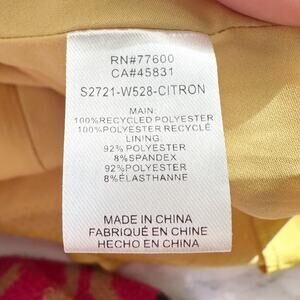 RN#77600
CA#45831
S2721-W528-CITRON
MAIN:
100%RECYCLED POLYESTER
100%POLYESTER RECYCLÉ
LINING:
92%POLYESTER
8%SPANDEX
92%POLYESTER
8%ÉLASTHANNE
MADE IN CHINA
FABRIQUÉ EN CHINE
HECHO EN CHINA